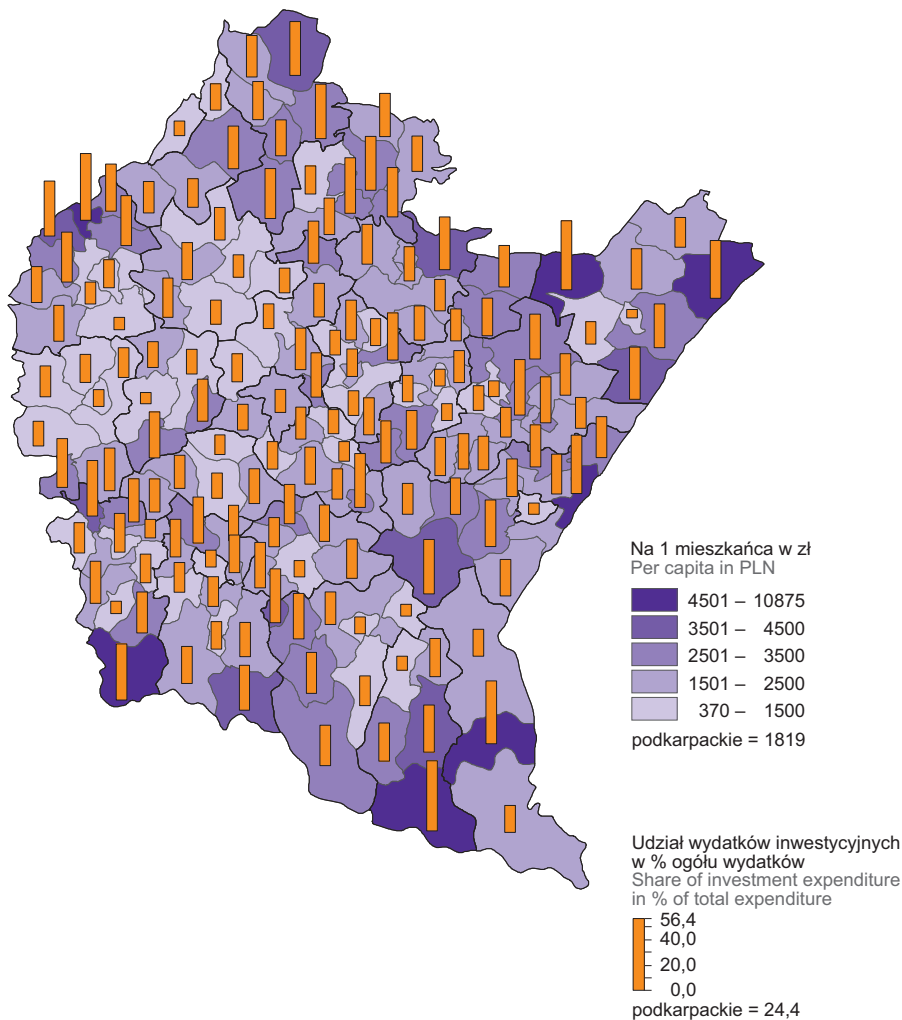 Na 1 mieszkańca w zł
Per capita in PLN
4501 – 10875
3501 – 4500
2501 – 3500
1501 – 2500
370 – 1500
podkarpackie = 1819
Udział wydatków inwestycyjnych
w % ogółu wydatków
Share of investment expenditure
in % of total expenditure
56,4
40,0
20,0
0,0
podkarpackie = 24,4